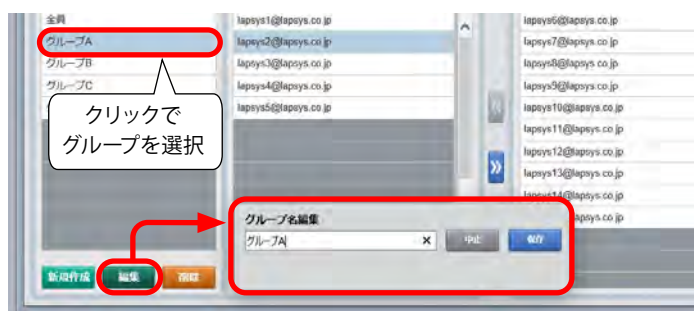 全員
グループA
グループB
グループC
クリックで
グループを選択
新規作成
編集
削除
lapsys1@lapsys.co.jp
lapsys2@lapsys.co.jp
lapsys3@lapsys.co.jp
lapsys4@lapsys.co.jp
lapsys5@lapsys.co.jp
lapsys6@lapsys.co.jp
lapsys7@lapsys.co.jp
lapsys8@lapsys.co.jp
lapsys9@lapsys.co.jp
lapsys10@lapsys.co.jp
lapsys11@lapsys.co.jp
lapsys12@lapsys.co.jp
lapsys13@lapsys.co.jp
lapsys14@lapsys.co.jp
apsys.co.jp
グループ名編集
グループA
中止
保存